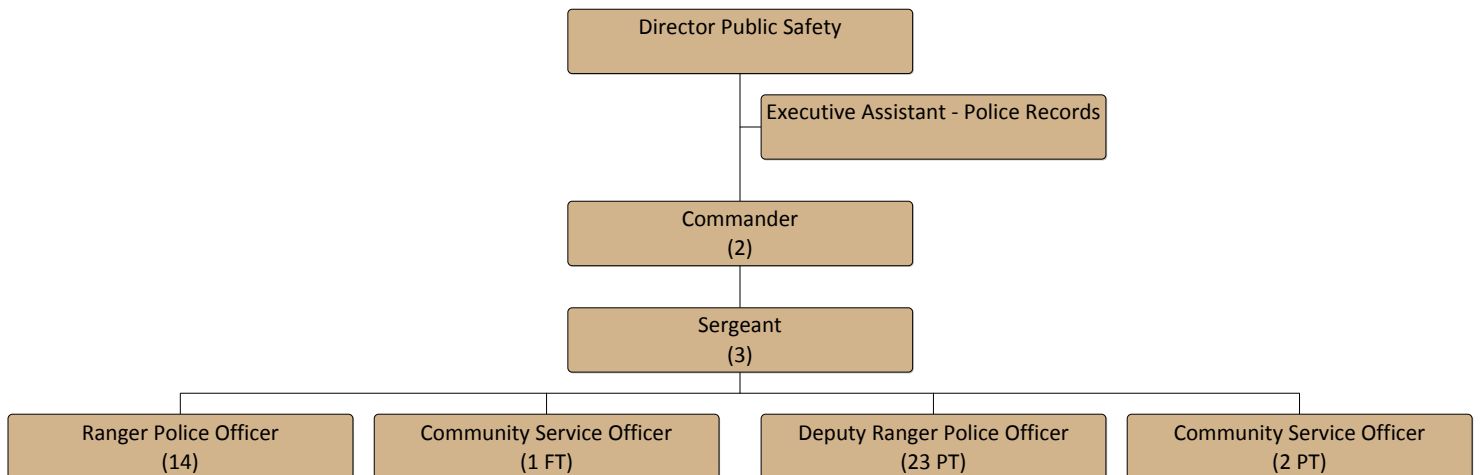 Director Public Safety
Executive Assistant - Police Records
Commander
(2)
Sergeant
(3)
Ranger Police Officer
(14)
Community Service Officer
(1 FT)
Deputy Ranger Police Officer
(23 PT)
Community Service Officer
(2 PT)